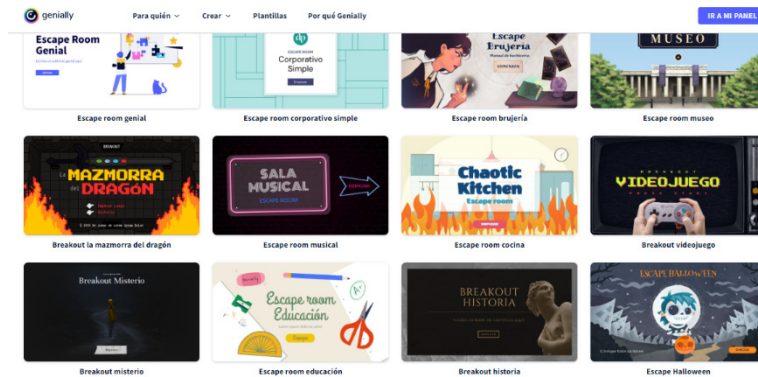 genially
Para quién
Crear
Plantillas
Por qué Genially
IR A MI PANEL
Escape Room
Genial
ESCAPE ROOM
Corporativo
Simple
Escape
Brujería
MUSEO
Escape room genial
Escape room corporativo simple
Escape room brujería
Escape room museo
BREAKOUT
La MAZMORRA
del DRAGÓN
SALA
MUSICAL
ESCAPE ROOM
Chaotic
Kitchen
Escape room
BREAKOUT
VIDEOJUEGO
Breakout la mazmorra del dragón
Escape room musical
Escape room cocina
Breakout videojuego
Breakout Misterio
Escape room
Educación
BREAKOUT
HISTORIA
ESCAPE HALLOWEEN
Breakout misterio
Escape room educación
Breakout historia
Escape Halloween